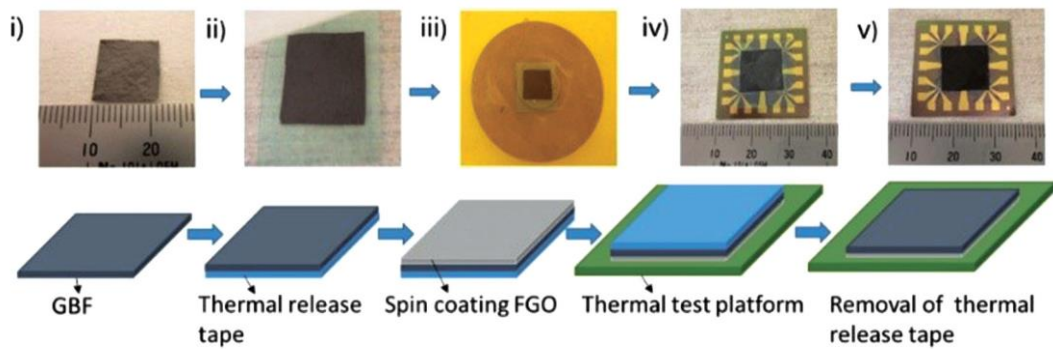 i)
ii)
iii)
iv)
v)
10 20
10 20 30 40
10 20 30 40
GBF
Thermal release
tape
Spin coating FGO
Thermal test platform
Removal of thermal
release tape